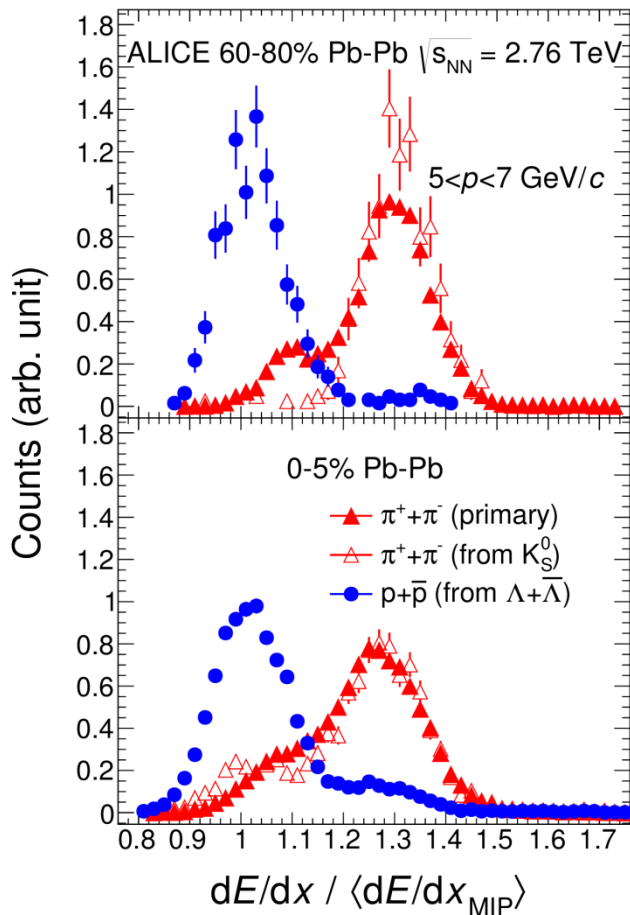 ALICE 60-80% Pb-Pb √s_NN = 2.76 TeV
5<p<7 GeV/c
1.8
1.6
1.4
1.2
1
0.8
0.6
0.4
0.2
0
0-5% Pb-Pb
π⁺+π⁻ (primary)
π⁺+π⁻ (from K⁰_S)
p+p̅ (from Λ+Λ̅)
1.8
1.6
1.4
1.2
1
0.8
0.6
0.4
0.2
0
Counts (arb. unit)
0.8 0.9 1 1.1 1.2 1.3 1.4 1.5 1.6 1.7
dE/dx / ⟨dE/dx_MIP⟩